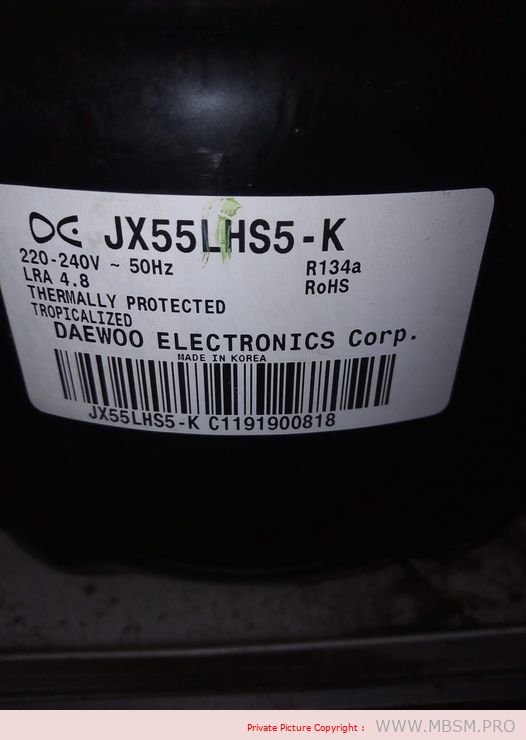 JX55LHS5-K
220-240V ~ 50Hz
R134a
LRA 4.8
RoHS
THERMALLY PROTECTED
TROPICALIZED
DAEWOO ELECTRONICS Corp.
MADE IN KOREA
JX55LHS5-K C1191900818
Private Picture Copyright : WWW.MBSM.PRO